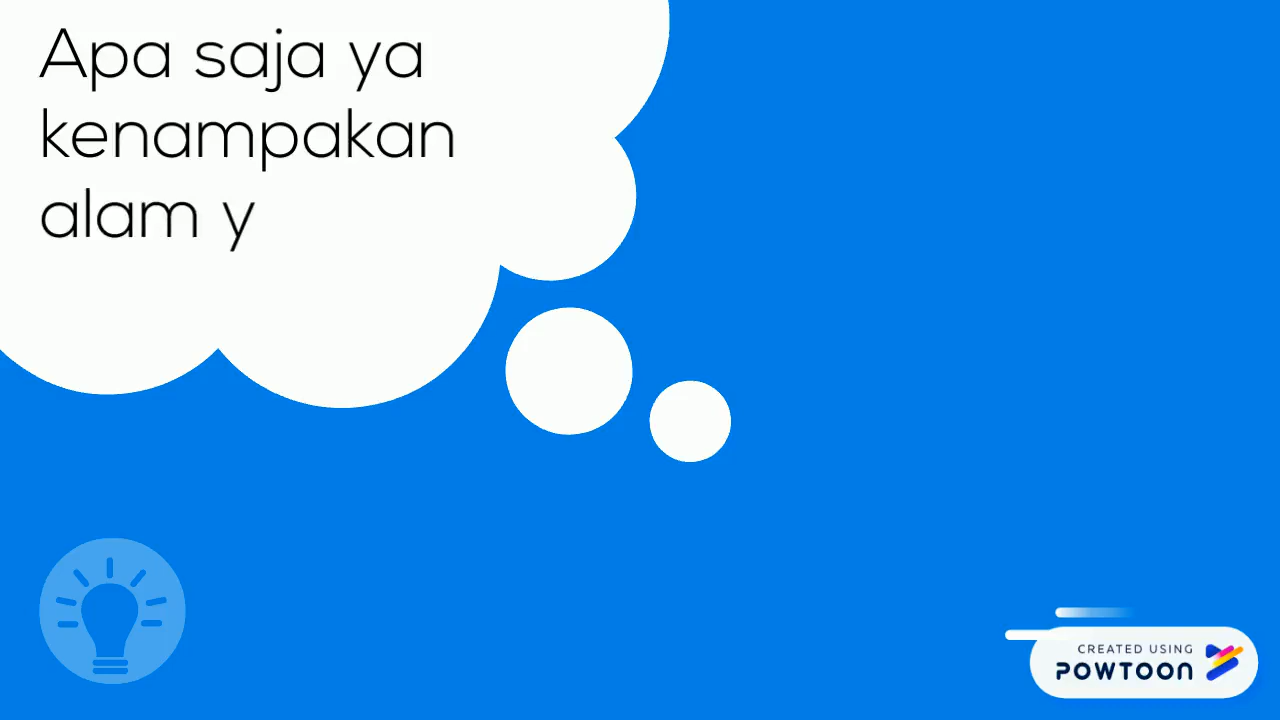 Apa saja ya
kenampakan
alam y
CREATED USING
POWTOON